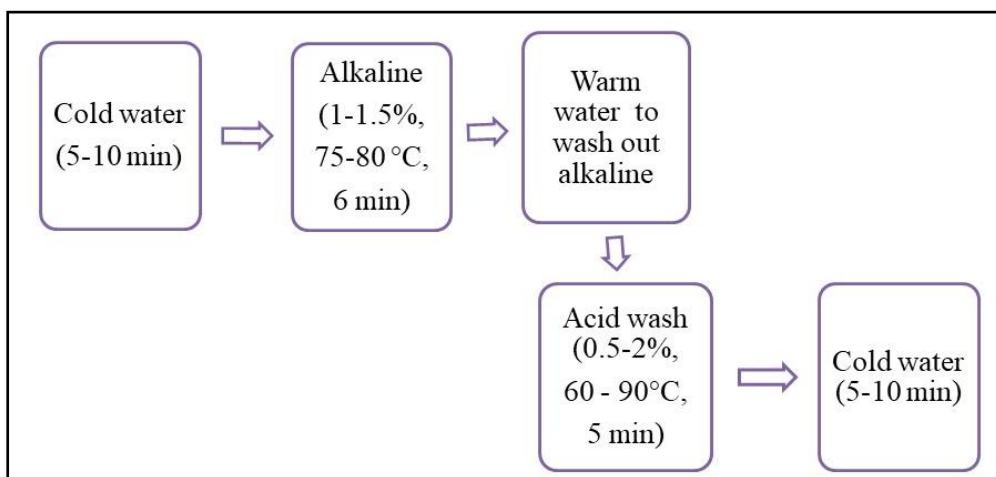 Cold water
(5-10 min)
Alkaline
(1-1.5%,
75-80 °C,
6 min)
Warm
water to
wash out
alkaline
Acid wash
(0.5-2%,
60 - 90°C,
5 min)
Cold water
(5-10 min)